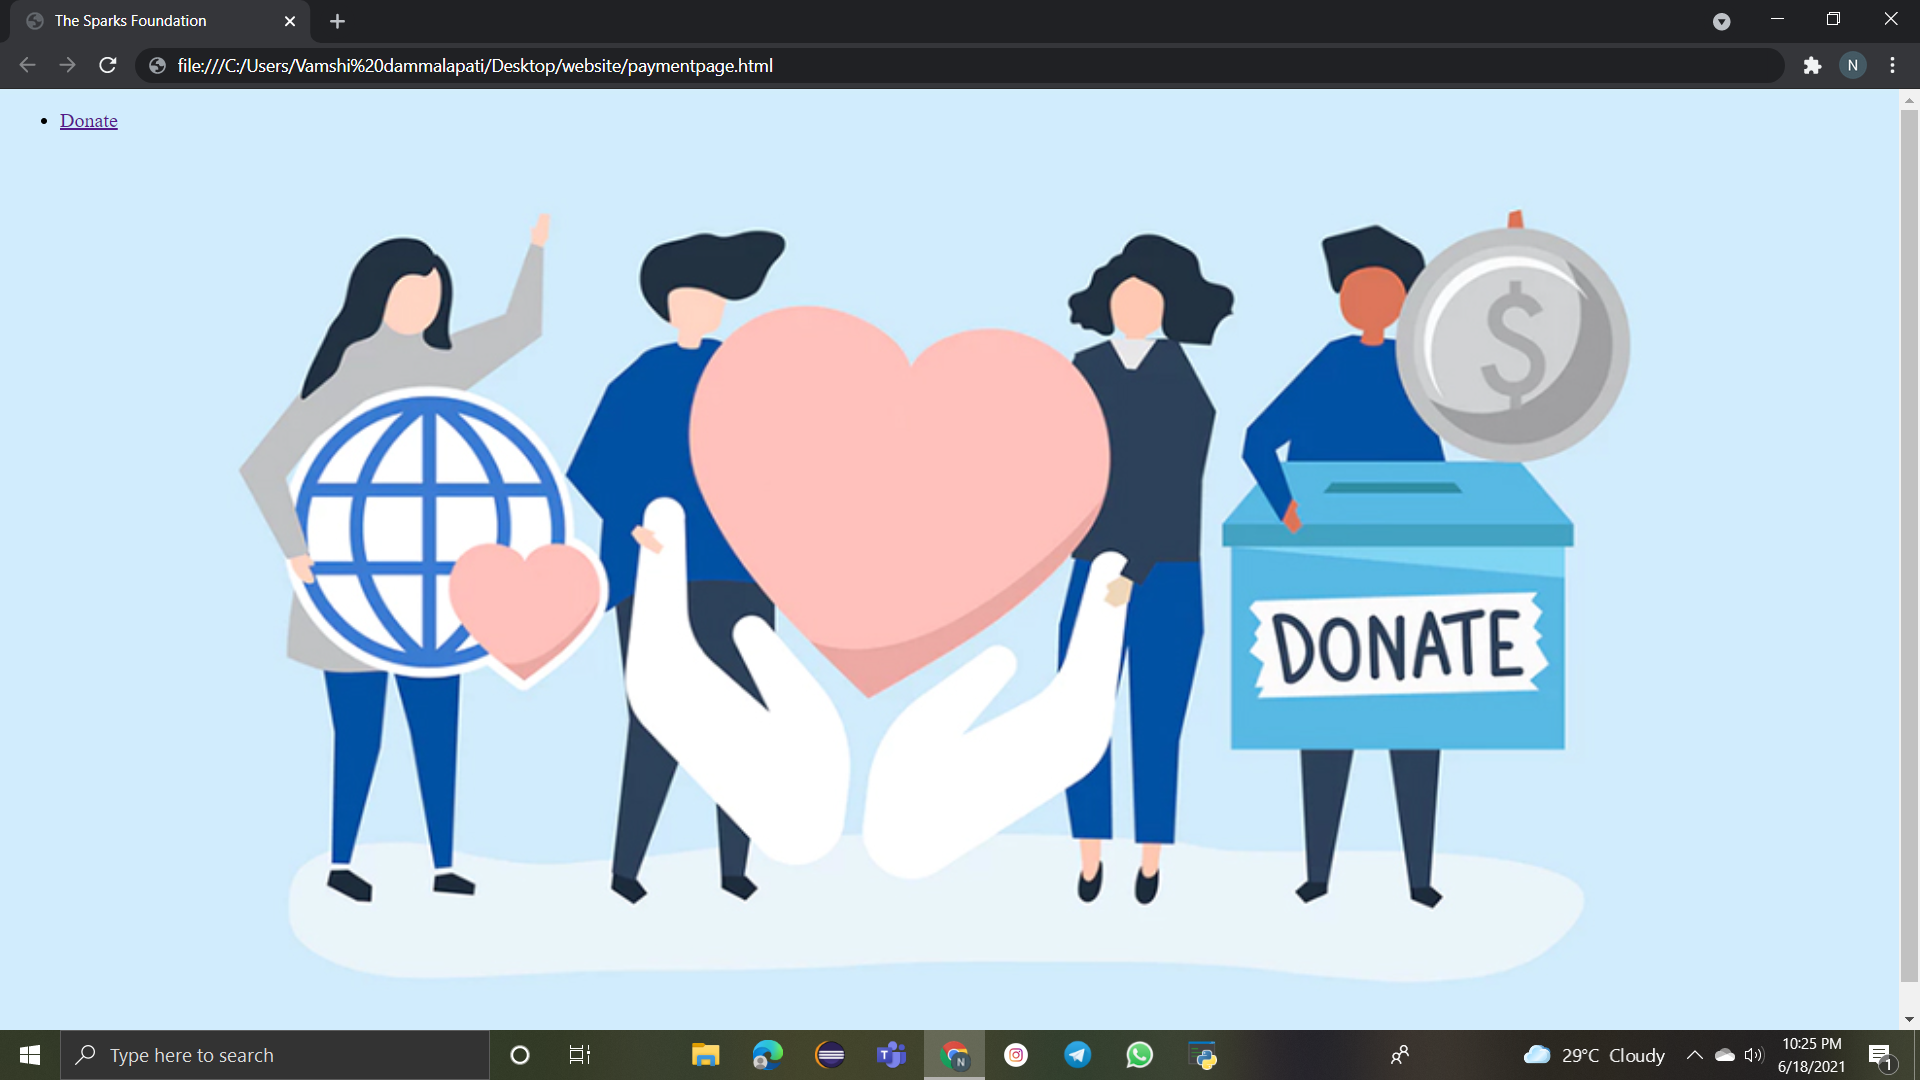 The Sparks Foundation
file:///C:/Users/Vamshi%20dammalapati/Desktop/website/paymentpage.html
N
Donate
$
DONATE
Type here to search
T
N
29°C Cloudy
10:25 PM
6/18/2021
1